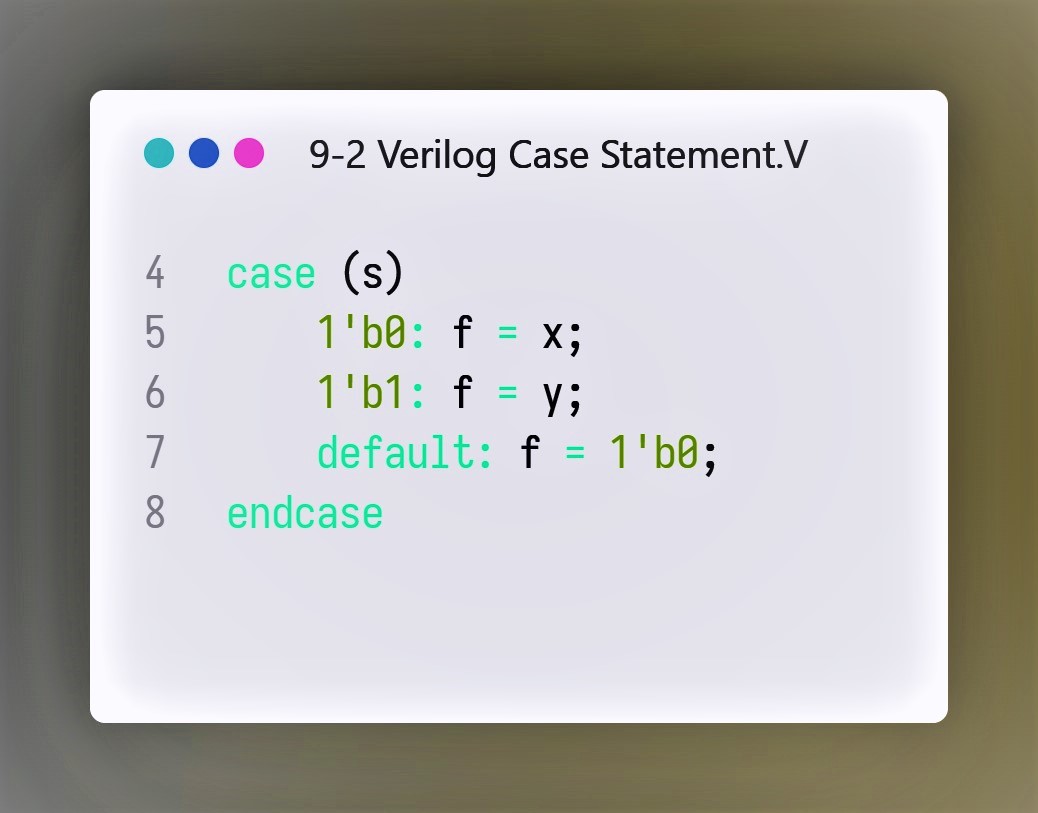 9-2 Verilog Case Statement.V
4 case (s)
5 1'b0: f = x;
6 1'b1: f = y;
7 default: f = 1'b0;
8 endcase